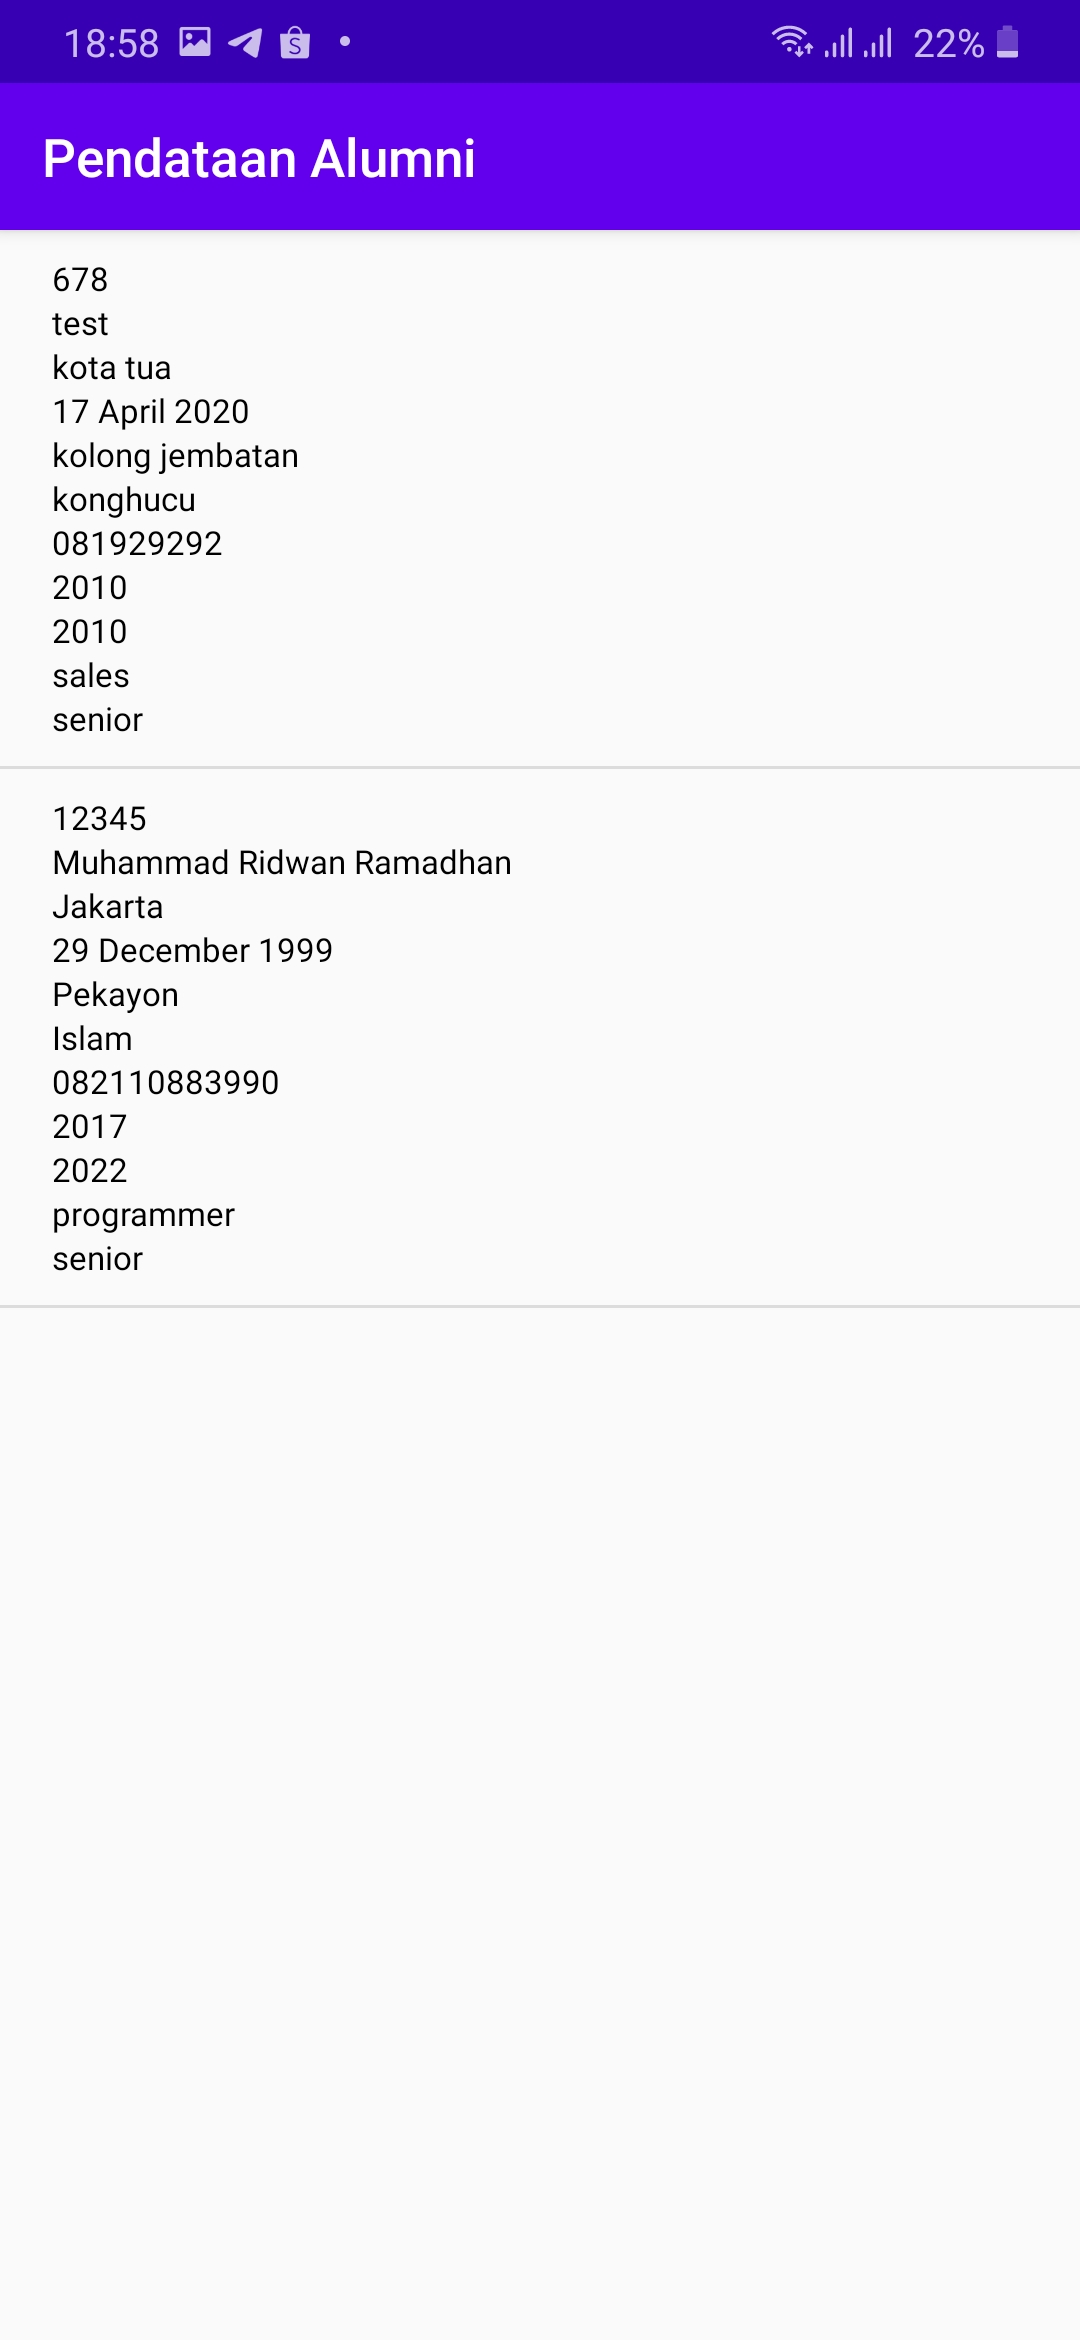 18:58 22%
Pendataan Alumni
678
test
kota tua
17 April 2020
kolong jembatan
konghucu
081929292
2010
2010
sales
senior
12345
Muhammad Ridwan Ramadhan
Jakarta
29 December 1999
Pekayon
Islam
082110883990
2017
2022
programmer
senior